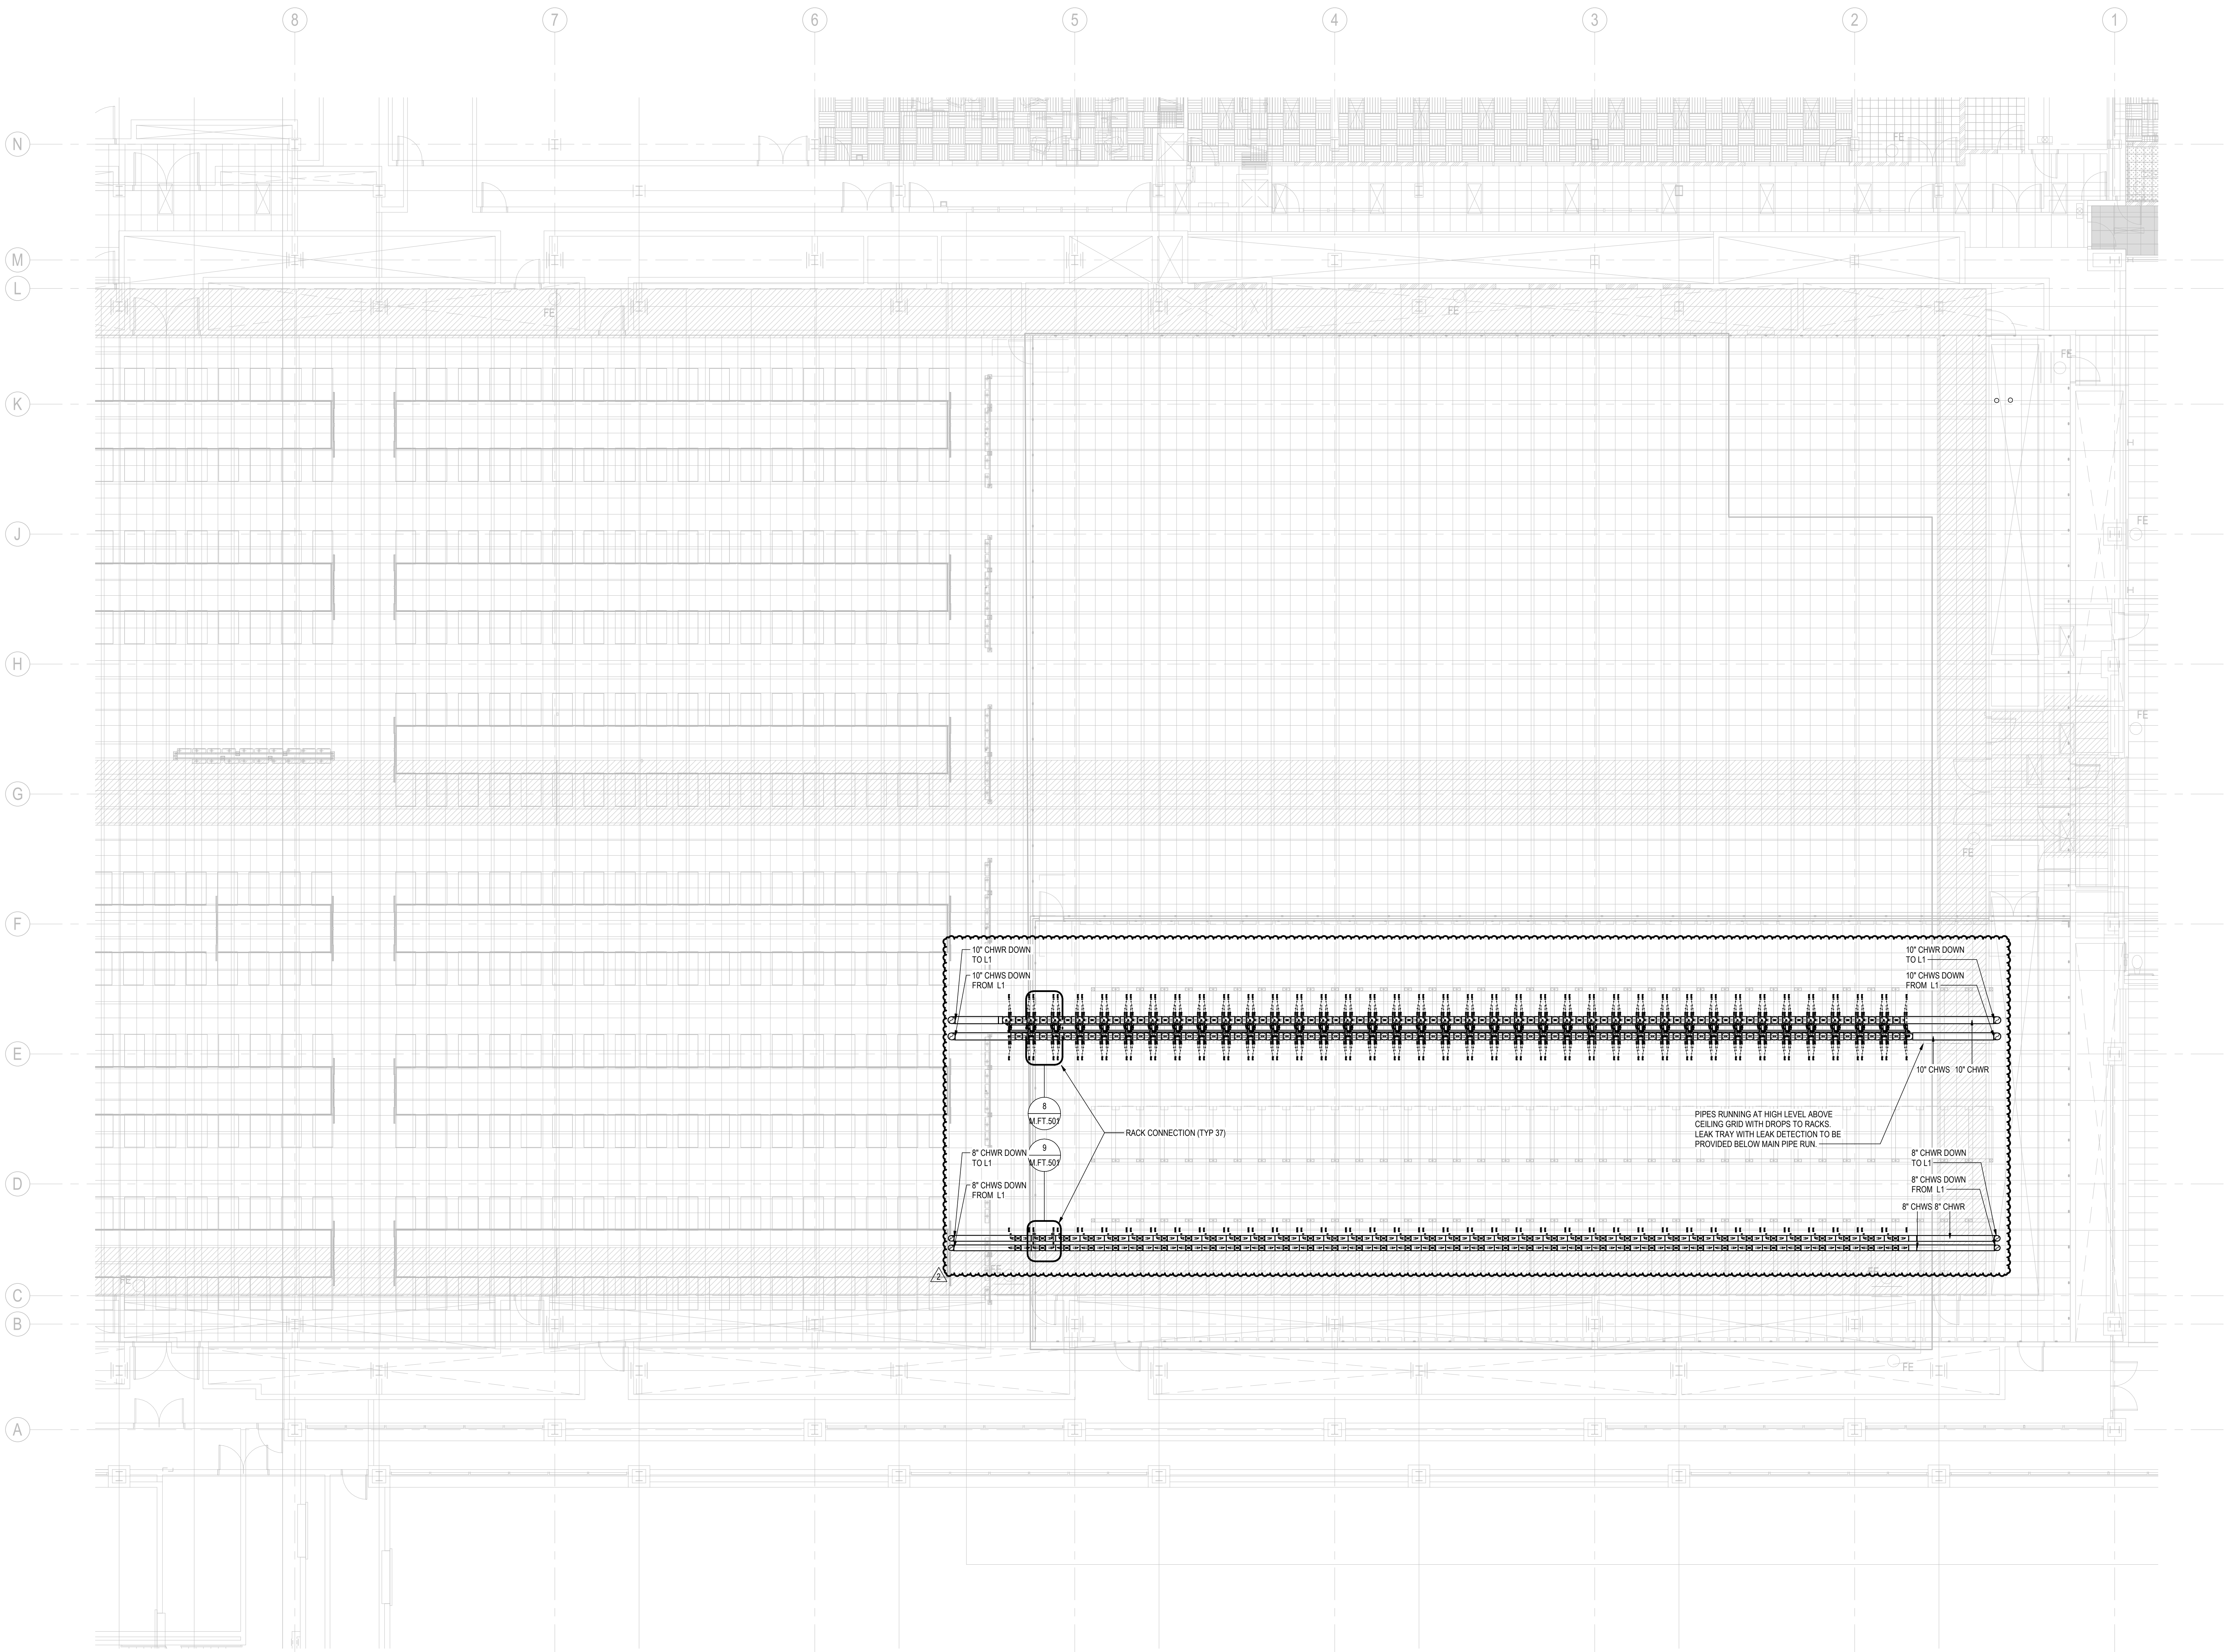 8 7 6 5 4 3 2 1
N
FE
M
L
FE
FE
FE
K
J
FE
H
FE
G
FE
F
10" CHWR DOWN
TO L1
10" CHWS DOWN
FROM L1
10" CHWR DOWN
TO L1
10" CHWS DOWN
FROM L1
E
10" CHWS 10" CHWR
8
M.FT.501
RACK CONNECTION (TYP 37)
9
M.FT.501
PIPES RUNNING AT HIGH LEVEL ABOVE
CEILING GRID WITH DROPS TO RACKS.
LEAK TRAY WITH LEAK DETECTION TO BE
PROVIDED BELOW MAIN PIPE RUN.
8" CHWR DOWN
TO L1
8" CHWS DOWN
FROM L1
8" CHWR DOWN
TO L1
8" CHWS DOWN
FROM L1
8" CHWS 8" CHWR
D
2
FE
FE
FE
C
B
FE
A